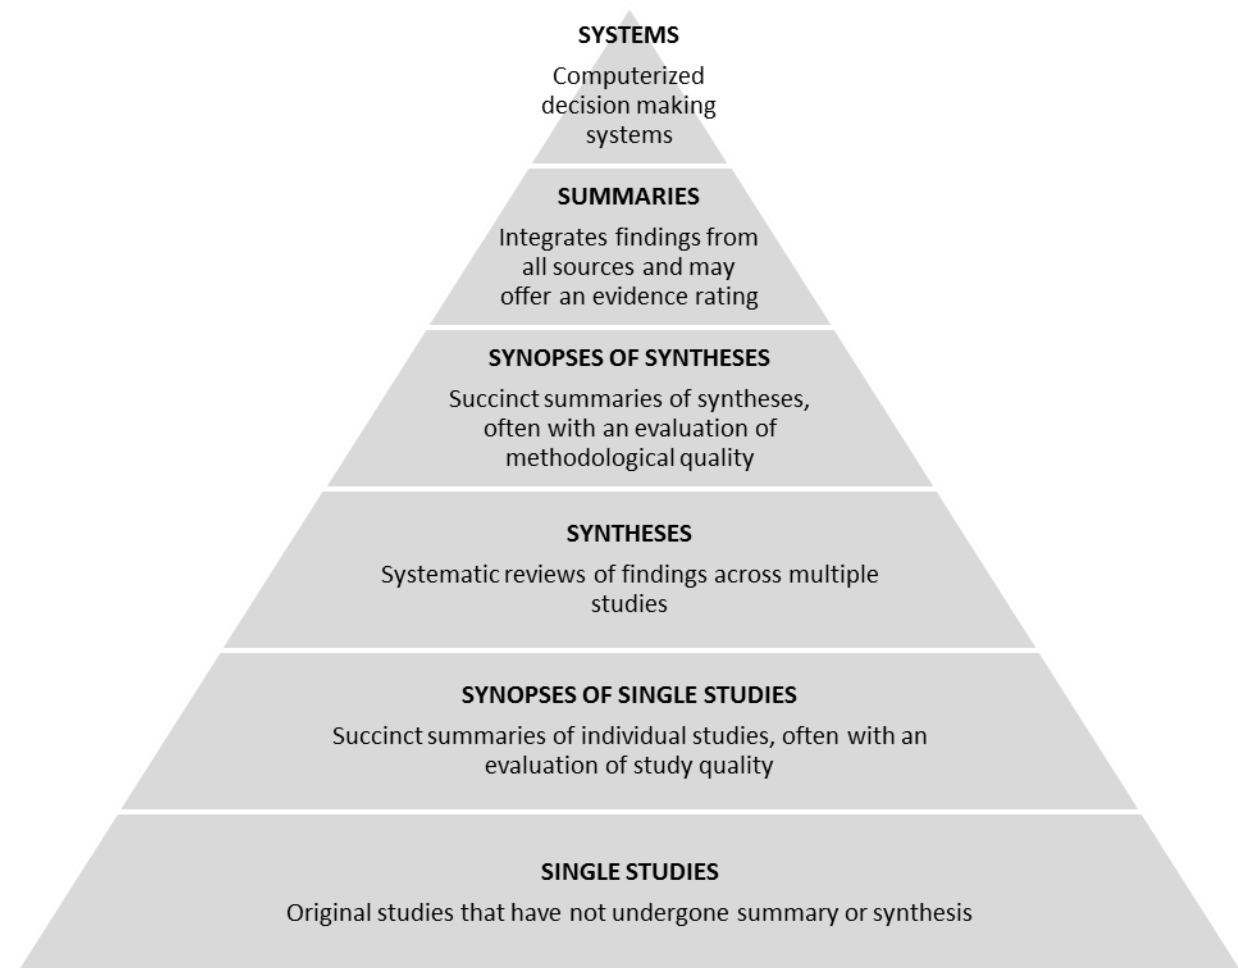 SYSTEMS
Computerized
decision making
systems
SUMMARIES
Integrates findings from
all sources and may
offer an evidence rating
SYNOPSES OF SYNTHESES
Succinct summaries of syntheses,
often with an evaluation of
methodological quality
SYNTHESES
Systematic reviews of findings across multiple
studies
SYNOPSES OF SINGLE STUDIES
Succinct summaries of individual studies, often with an
evaluation of study quality
SINGLE STUDIES
Original studies that have not undergone summary or synthesis